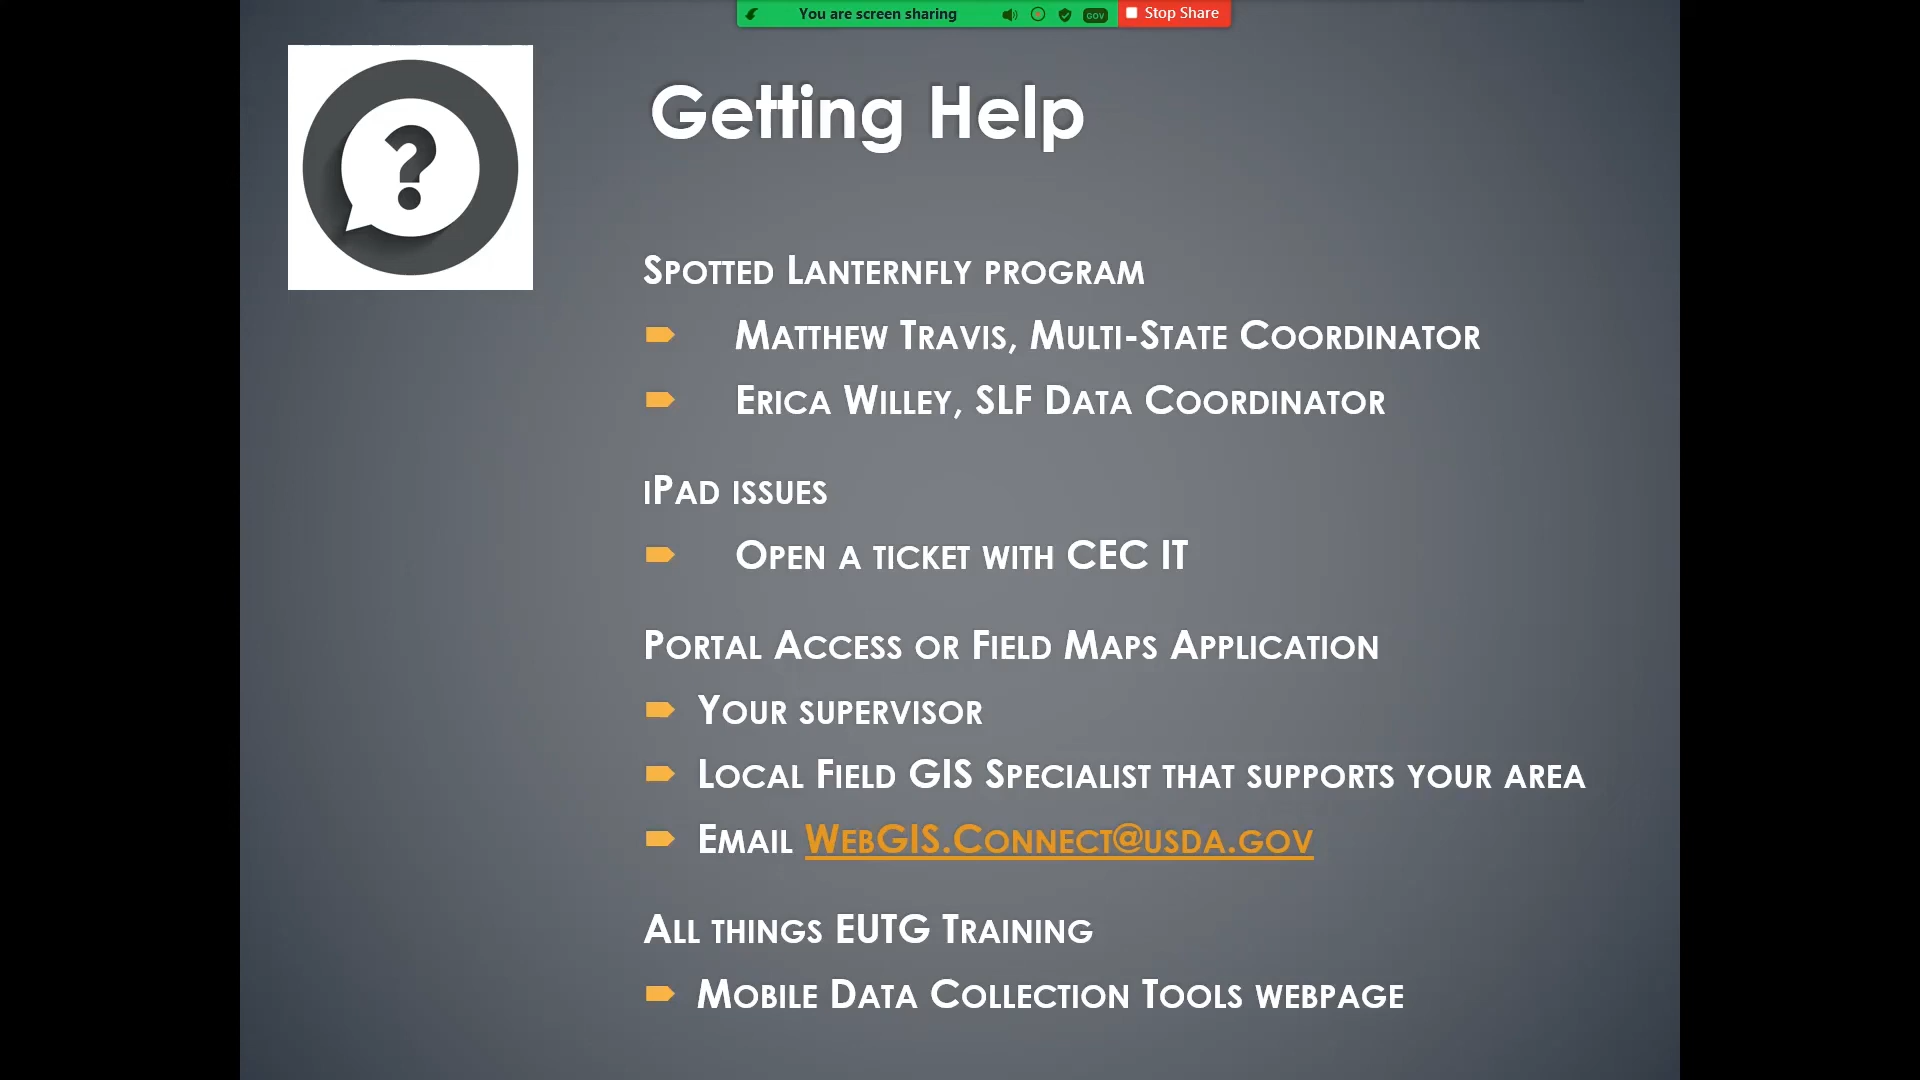 You are screen sharing
GOV
Stop Share
?
Getting Help
Spotted Lanternfly program
Matthew Travis, Multi-State Coordinator
Erica Willey, SLF Data Coordinator
iPad issues
Open a ticket with CEC IT
Portal Access or Field Maps Application
Your supervisor
Local Field GIS Specialist that supports your area
Email WebGIS.Connect@usda.gov
All things EUTG Training
Mobile Data Collection Tools webpage